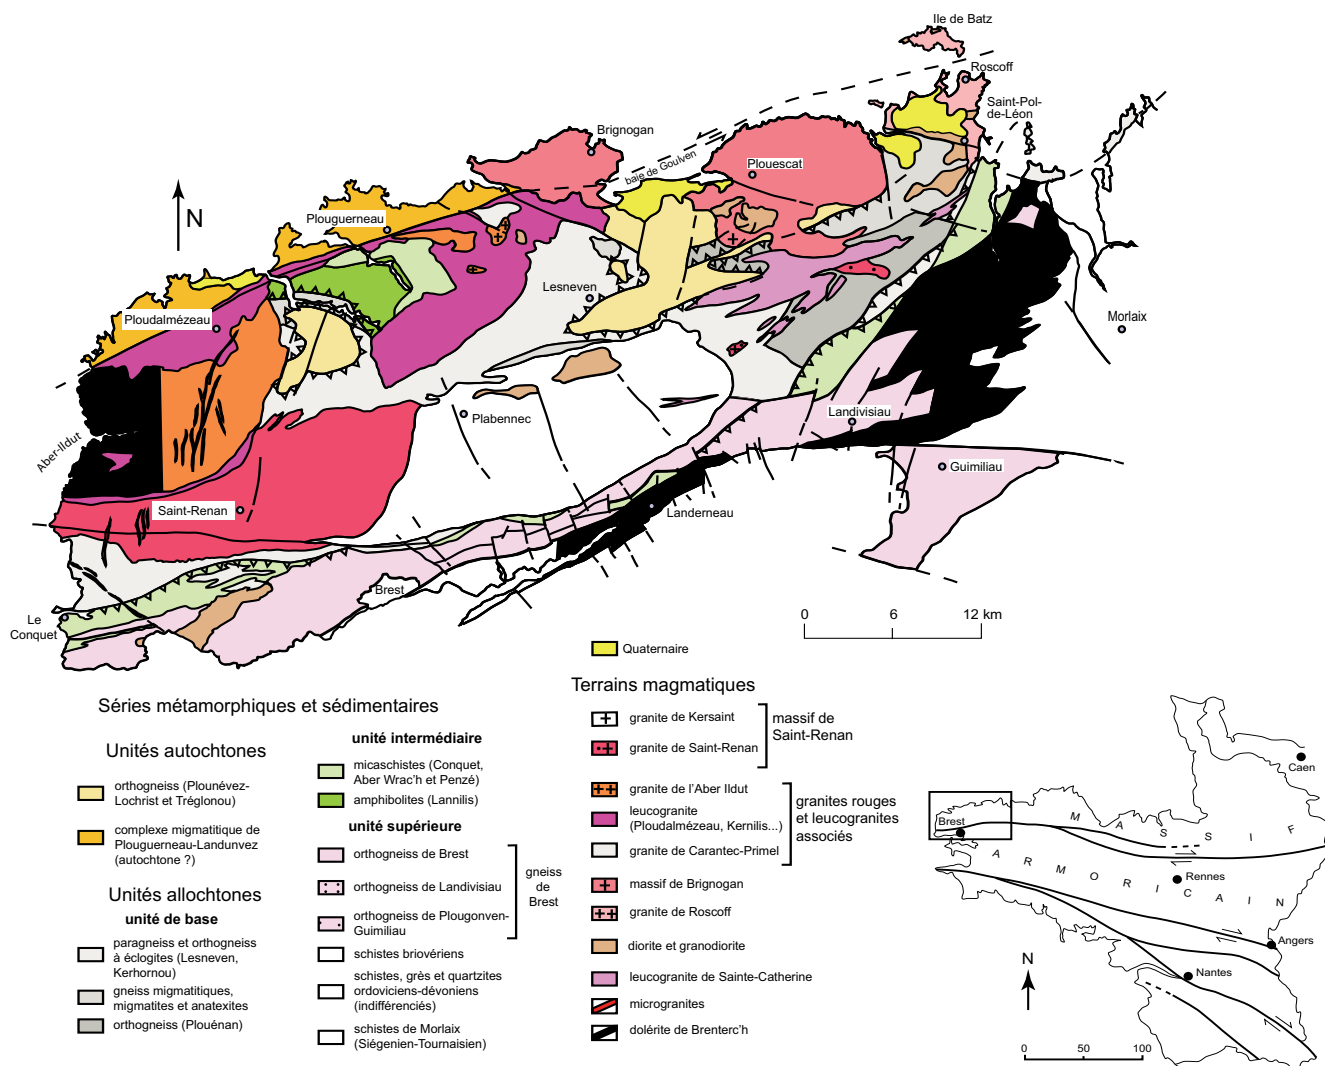 Ile de Batz
Roscoff
Saint-Pol-
de-Léon
Brignogan
baie de Goulven
Plouescat
N
Plouguerneau
Lesneven
Ploudalmézeau
Morlaix
Plabennec
Landivisiau
Aber-Ildut
Guimiliau
Saint-Renan
Landerneau
Brest
Le
Conquet
0 6 12 km
Quaternaire
Séries métamorphiques et sédimentaires
Unités autochtones
orthogneiss (Plounévez-
Lochrist et Tréglonou)
complexe migmatitique de
Plouguerneau-Landunvez
(autochtone ?)
Unités allochtones
unité de base
paragneiss et orthogneiss
à éclogites (Lesneven,
Kerhornou)
gneiss migmatitiques,
migmatites et anatexites
orthogneiss (Plouénan)
unité intermédiaire
micaschistes (Conquet,
Aber Wrac'h et Penzé)
amphibolites (Lannilis)
unité supérieure
orthogneiss de Brest
orthogneiss de Landivisiau
orthogneiss de Plougonven-
Guimiliau
gneiss
de
Brest
schistes briovériens
schistes, grès et quartzites
ordoviciens-dévoniens
(indifférenciés)
schistes de Morlaix
(Siégenien-Tournaisien)
Terrains magmatiques
granite de Kersaint
granite de Saint-Renan
massif de
Saint-Renan
granite de l'Aber Ildut
leucogranite
(Ploudalmézeau, Kernilis...)
granite de Carantec-Primel
granites rouges
et leucogranites
associés
massif de Brignogan
granite de Roscoff
diorite et granodiorite
leucogranite de Sainte-Catherine
microgranites
dolérite de Brenterc'h
Caen
Brest
MASSIF
ARMORICAIN
Rennes
Angers
Nantes
N
0 50 100